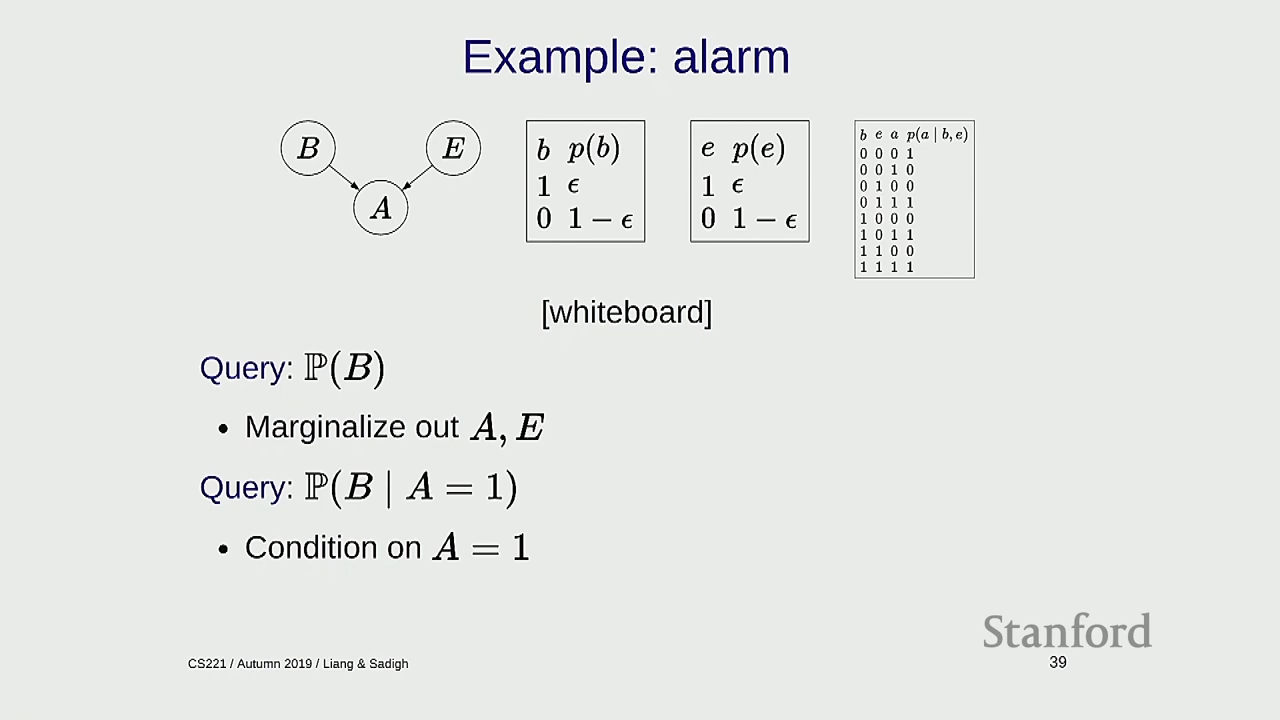 Example: alarm
B E
A
b p(b)
1 ϵ
0 1 − ϵ
e p(e)
1 ϵ
0 1 − ϵ
b e a p(a | b, e)
0 0 0 1
0 0 1 0
0 1 0 0
0 1 1 1
1 0 0 0
1 0 1 1
1 1 0 0
1 1 1 1
[whiteboard]
Query: ℙ(B)
• Marginalize out A, E
Query: ℙ(B | A = 1)
• Condition on A = 1
Stanford
CS221 / Autumn 2019 / Liang & Sadigh
39